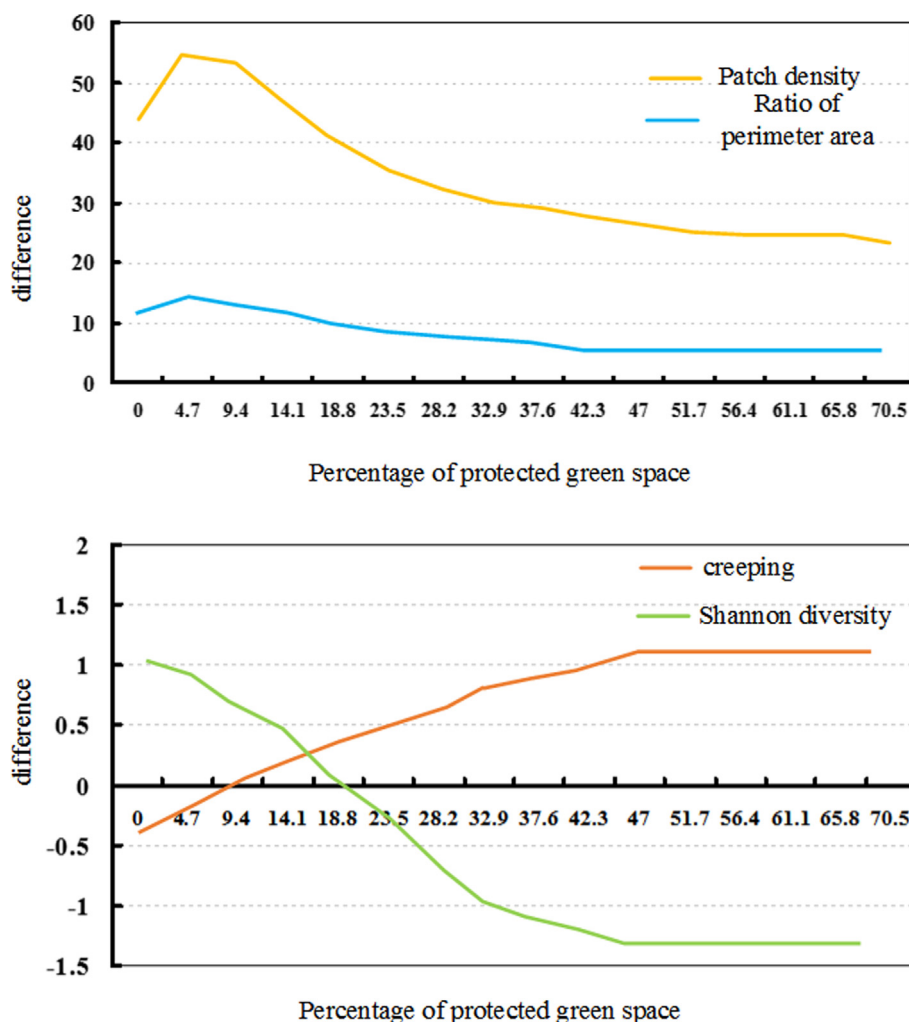 60
50
40
30
20
10
0
difference
Patch density
Ratio of
perimeter area
0 4.7 9.4 14.1 18.8 23.5 28.2 32.9 37.6 42.3 47 51.7 56.4 61.1 65.8 70.5
Percentage of protected green space
2
1.5
1
0.5
0
-0.5
-1
-1.5
difference
creeping
Shannon diversity
0 4.7 9.4 14.1 18.8 23.5 28.2 32.9 37.6 42.3 47 51.7 56.4 61.1 65.8 70.5
Percentage of protected green space